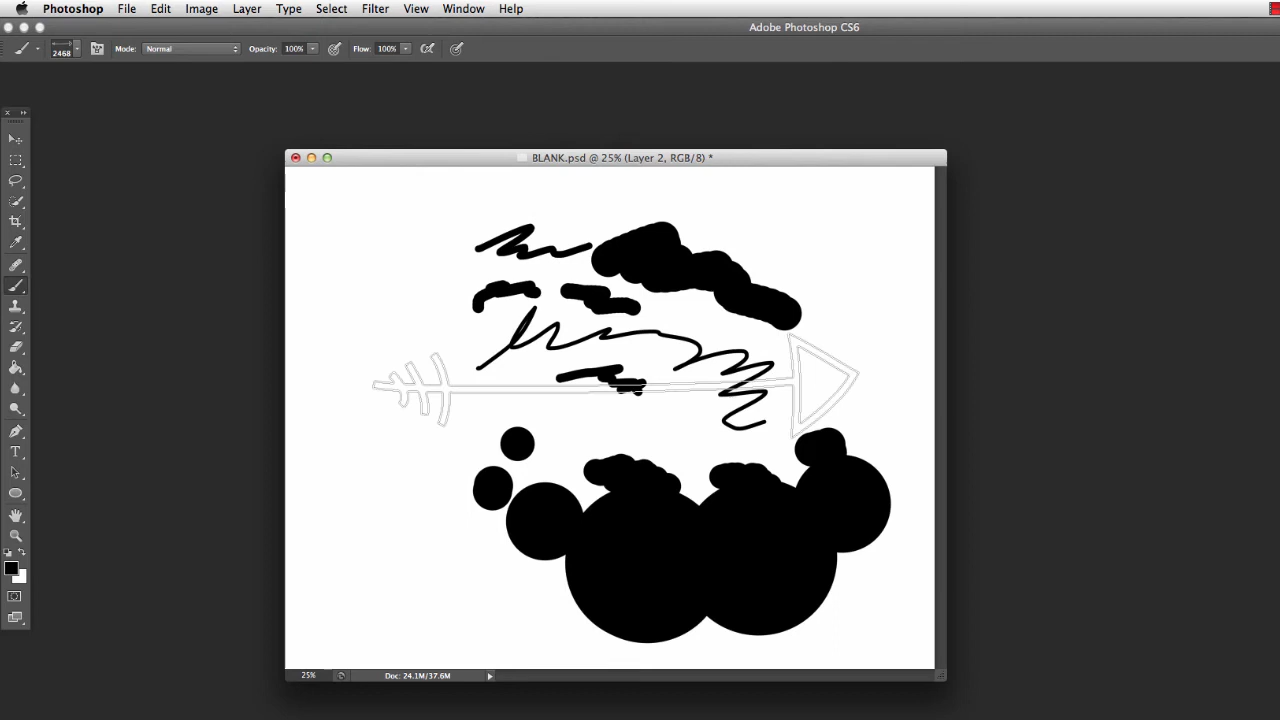 Photoshop File Edit Image Layer Type Select Filter View Window Help
Adobe Photoshop CS6
2468 Mode: Normal Opacity: 100% Flow: 100%
BLANK.psd @ 25% (Layer 2, RGB/8) *
25% Doc: 24.1M/37.6M